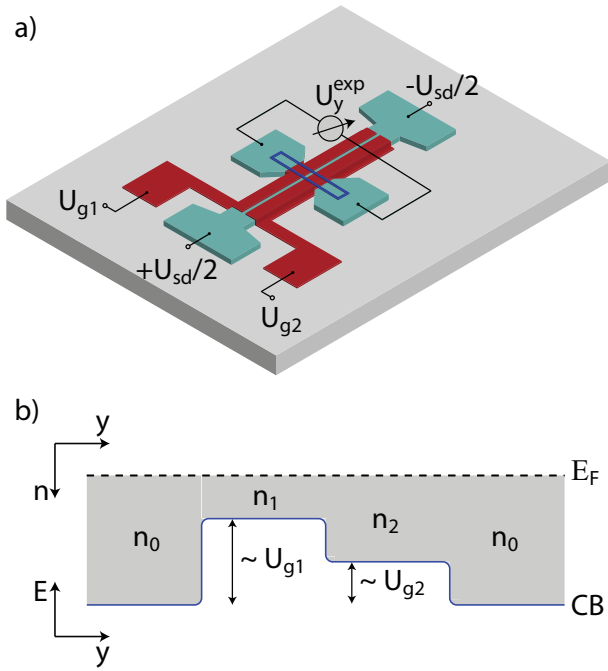 a)
U_y^exp
-U_sd/2
U_g1
+U_sd/2
U_g2
b)
y
n
E_F
n_1
n_0
n_2
n_0
~ U_g1
~ U_g2
E
CB
y